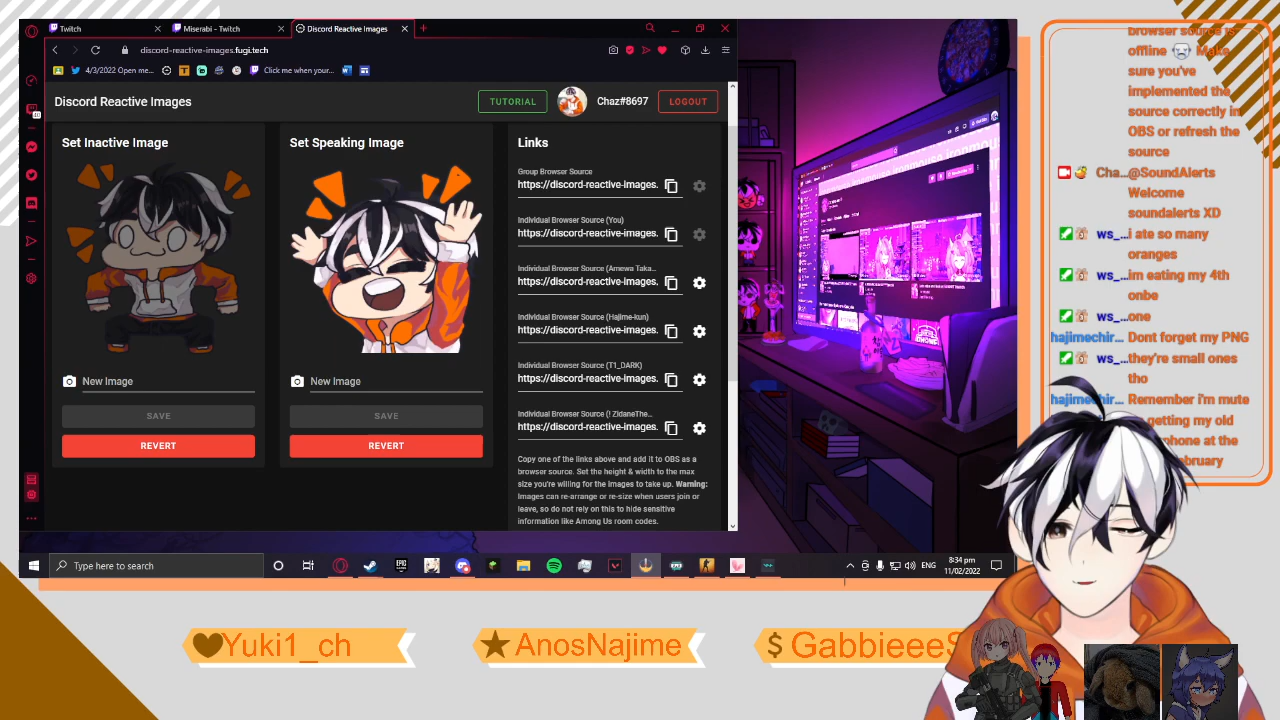 Twitch
Miserabi - Twitch
Discord Reactive Images
discord-reactive-images.fugi.tech
4/3/2022 Open me...
Click me when your...
Discord Reactive Images
TUTORIAL
Chaz#8697
LOGOUT
Set Inactive Image
New Image
SAVE
REVERT
Set Speaking Image
New Image
SAVE
REVERT
Links
Group Browser Source
https://discord-reactive-images.
Individual Browser Source (You)
https://discord-reactive-images.
Individual Browser Source (Amewa Taka...
https://discord-reactive-images.
Individual Browser Source (Hajime-kun)
https://discord-reactive-images.
Individual Browser Source (T1_DARK)
https://discord-reactive-images.
Individual Browser Source (! ZidaneThe...
https://discord-reactive-images.
Copy one of the links above and add it to OBS as a
browser source. Set the height & width to the max
size you're willing for the images to take up. Warning:
Images can re-arrange or re-size when users join or
leave, so do not rely on this to hide sensitive
information like Among Us room codes.
Type here to search
ENG
8:34 pm
11/02/2022
browser source is
offline Make
sure you've
implemented the
source correctly in
OBS or refresh the
source
Cha...@SoundAlerts
Welcome
soundalerts XD
ws_...i ate so many
oranges
ws_...im eating my 4th
onbe
ws_...one
hajimechir... Dont forget my PNG
ws_...they're small ones
tho
hajimechir... Remember i'm mute
getting my old
phone at the
Yuki1_ch
AnosNajime
$ GabbieeeS